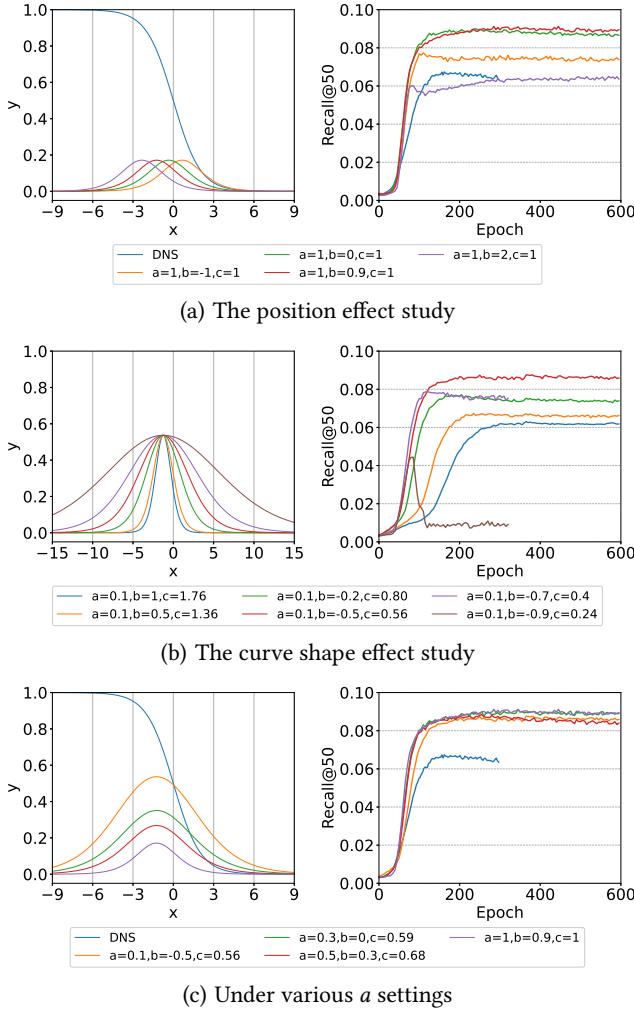 1.0
0.8
0.6
0.4
0.2
0.0
y
−9 −6 −3 0 3 6 9
x
0.10
0.08
0.06
0.04
0.02
0.00
Recall@50
0 200 400 600
Epoch
DNS a=1,b=0,c=1 a=1,b=2,c=1
a=1,b=-1,c=1 a=1,b=0.9,c=1
(a) The position effect study
1.0
0.8
0.6
0.4
0.2
0.0
y
−15 −10 −5 0 5 10 15
x
0.10
0.08
0.06
0.04
0.02
0.00
Recall@50
0 200 400 600
Epoch
a=0.1,b=1,c=1.76 a=0.1,b=-0.2,c=0.80 a=0.1,b=-0.7,c=0.4
a=0.1,b=0.5,c=1.36 a=0.1,b=-0.5,c=0.56 a=0.1,b=-0.9,c=0.24
(b) The curve shape effect study
1.0
0.8
0.6
0.4
0.2
0.0
y
−9 −6 −3 0 3 6 9
x
0.10
0.08
0.06
0.04
0.02
0.00
Recall@50
0 200 400 600
Epoch
DNS a=0.3,b=0,c=0.59 a=1,b=0.9,c=1
a=0.1,b=-0.5,c=0.56 a=0.5,b=0.3,c=0.68
(c) Under various a settings